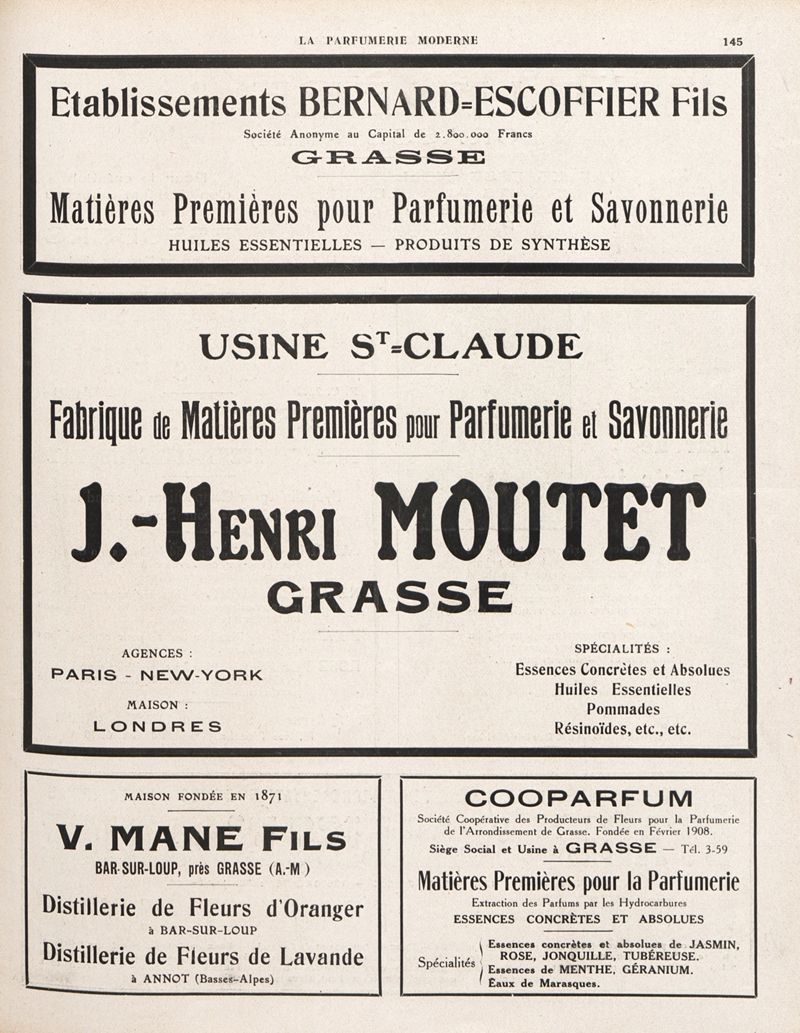 LA PARFUMERIE MODERNE
145
Etablissements BERNARD=ESCOFFIER Fils
Société Anonyme au Capital de 2.800.000 Francs
GRASSE
Matières Premières pour Parfumerie et Savonnerie
HUILES ESSENTIELLES — PRODUITS DE SYNTHÈSE
USINE ST=CLAUDE
Fabrique de Matières Premières pour Parfumerie et Savonnerie
J.-HENRI MOUTET
GRASSE
AGENCES :
PARIS - NEW-YORK
MAISON :
LONDRES
SPÉCIALITÉS :
Essences Concrètes et Absolues
Huiles Essentielles
Pommades
Résinoïdes, etc., etc.
MAISON FONDÉE EN 1871
V. MANE FILS
BAR-SUR-LOUP, près GRASSE (A.-M )
Distillerie de Fleurs d'Oranger
à BAR-SUR-LOUP
Distillerie de Fleurs de Lavande
à ANNOT (Basses-Alpes)
COOPARFUM
Société Coopérative des Producteurs de Fleurs pour la Parfumerie
de l'Arrondissement de Grasse. Fondée en Février 1908.
Siège Social et Usine à GRASSE — Tél. 3-59
Matières Premières pour la Parfumerie
Extraction des Parfums par les Hydrocarbures
ESSENCES CONCRÈTES ET ABSOLUES
Spécialités
Essences concrètes et absolues de JASMIN,
ROSE, JONQUILLE, TUBÉREUSE.
Essences de MENTHE, GÉRANIUM.
Eaux de Marasques.